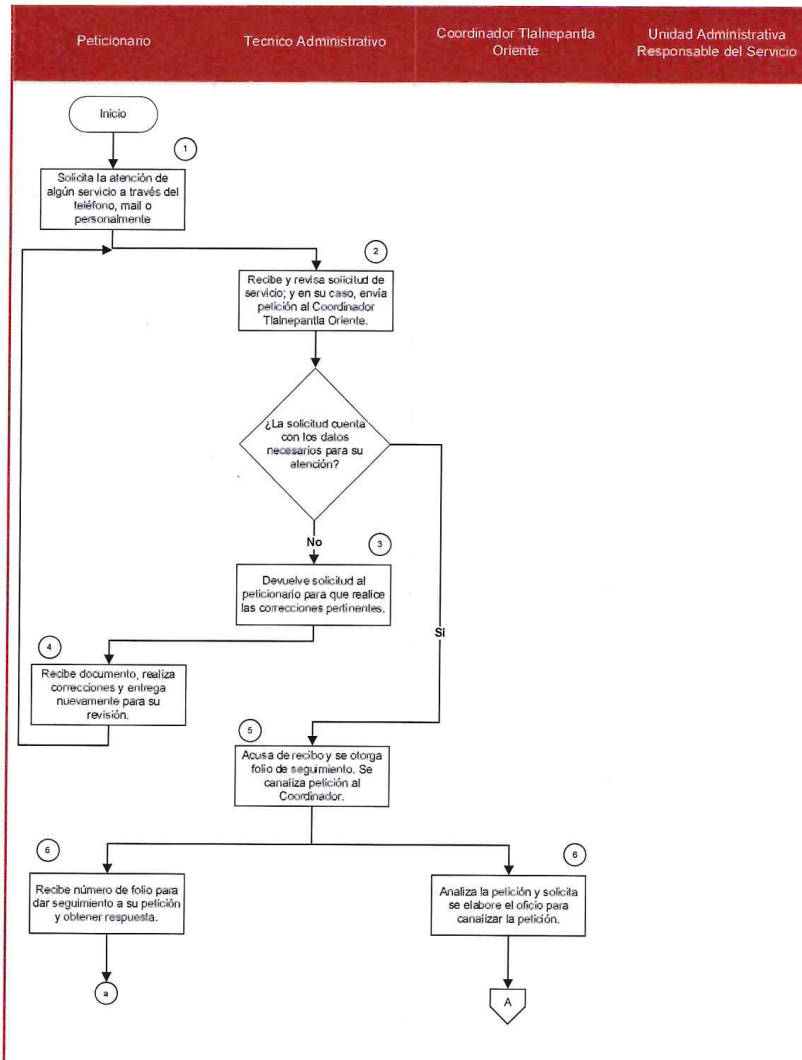 Peticionario
Tecnico Administrativo
Coordinador Tlalnepantla
Oriente
Unidad Administrativa
Responsable del Servicio
Inicio
1
Solicita la atención de
algún servicio a través del
teléfono, mail o
personalmente
2
Recibe y revisa solicitud de
servicio; y en su caso, envía
petición al Coordinador
Tlalnepantla Oriente.
¿La solicitud cuenta
con los datos
necesarios para su
atención?
No
3
Devuelve solicitud al
peticionario para que realice
las correcciones pertinentes.
Si
4
Recibe documento, realiza
correcciones y entrega
nuevamente para su
revisión.
5
Acusa de recibo y se otorga
folio de seguimiento. Se
canaliza petición al
Coordinador.
6
Recibe número de folio para
dar seguimiento a su petición
y obtener respuesta.
6
Analiza la petición y solicita
se elabore el oficio para
canalizar la petición.
a
A